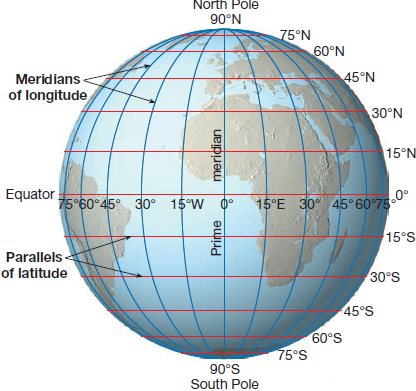 North Pole
90°N
75°N
60°N
Meridians
of longitude
45°N
30°N
meridian
15°N
Equator
75° 60° 45° 30° 15°W 0° 15°E 30° 45° 60° 75° 0°
Prime
15°S
Parallels
of latitude
30°S
45°S
60°S
75°S
90°S
South Pole